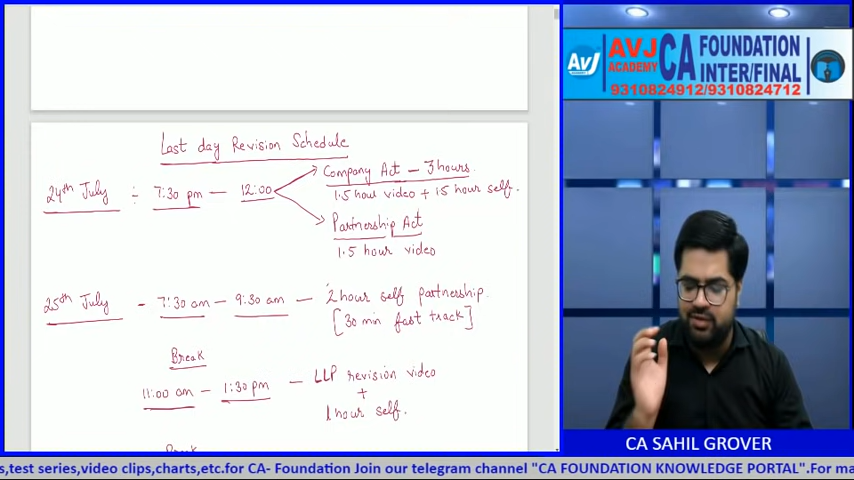 Last day Revision Schedule
24th July : 7:30 pm — 12:00
Company Act — 3 hours.
1.5 hour video + 1.5 hour self.
Partnership Act
1.5 hour video
25th July - 7:30 am — 9:30 am — 2 hour self partnership.
[30 min fast track]
Break
11:00 am — 1:30 pm — LLP revision video
+
1 hour self.
AVJ
AVJ ACADEMY
CA FOUNDATION
INTER/FINAL
9310824912/9310824712
CA SAHIL GROVER
s,test series,video clips,charts,etc.for CA- Foundation Join our telegram channel "CA FOUNDATION KNOWLEDGE PORTAL".For ma